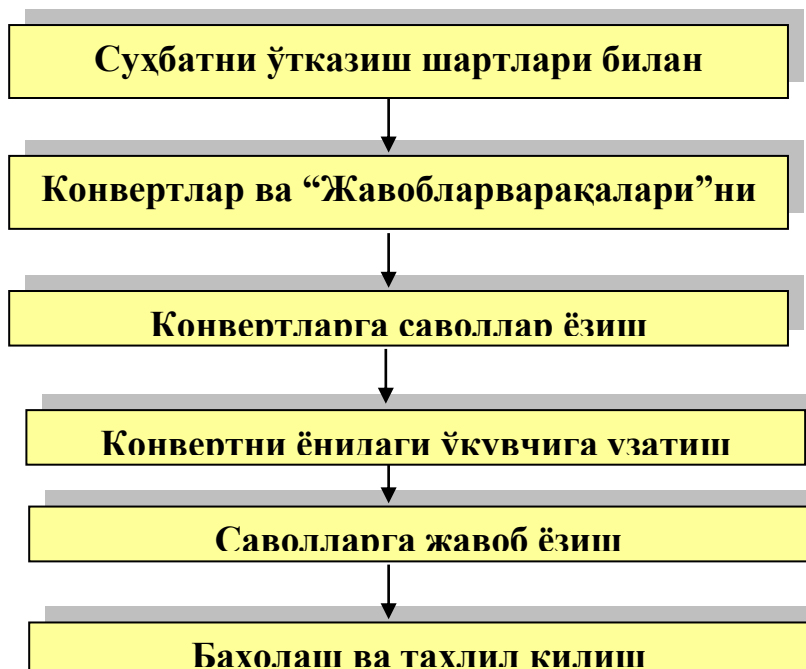 Суҳбатни ўтказиш шартлари билан
Конвертлар ва “Жавобларварақалари”ни
Конвертларга саволлар ёзиш
Конвертни ёнидаги ўқувчига узатиш
Саволларга жавоб ёзиш
Баҳолаш ва таҳлил қилиш